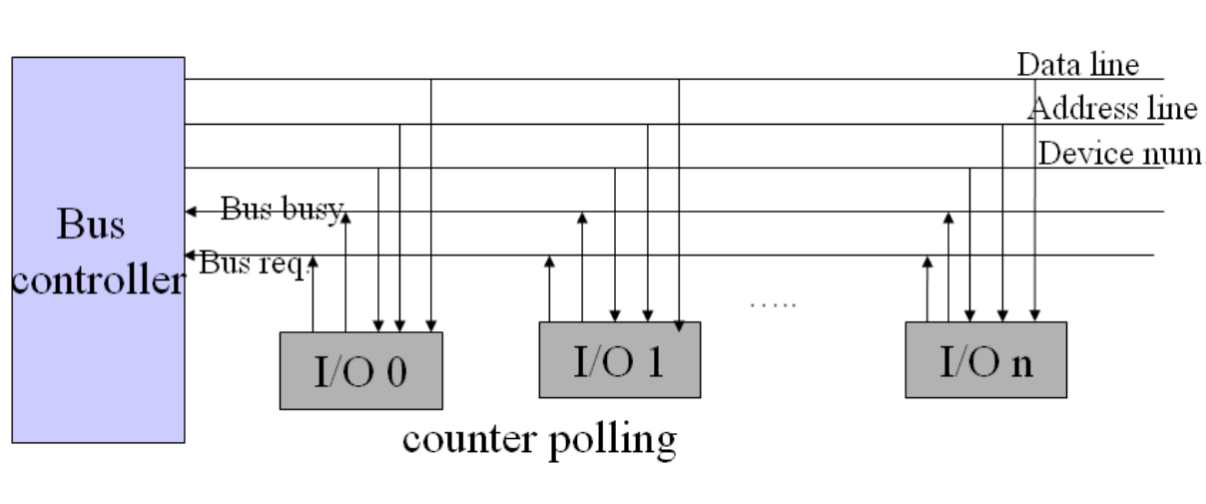 Data line
Address line
Device num.
Bus busy
Bus req.
Bus
controller
.....
I/O 0
I/O 1
I/O n
counter polling